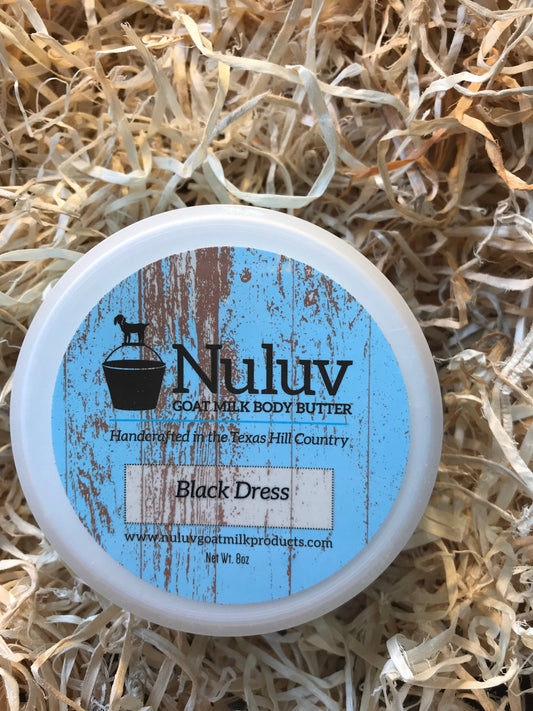 Nuluv
GOAT MILK BODY BUTTER
Handcrafted in the Texas Hill Country
Black Dress
www.nuluvgoatmilkproducts.com
Net Wt. 8oz